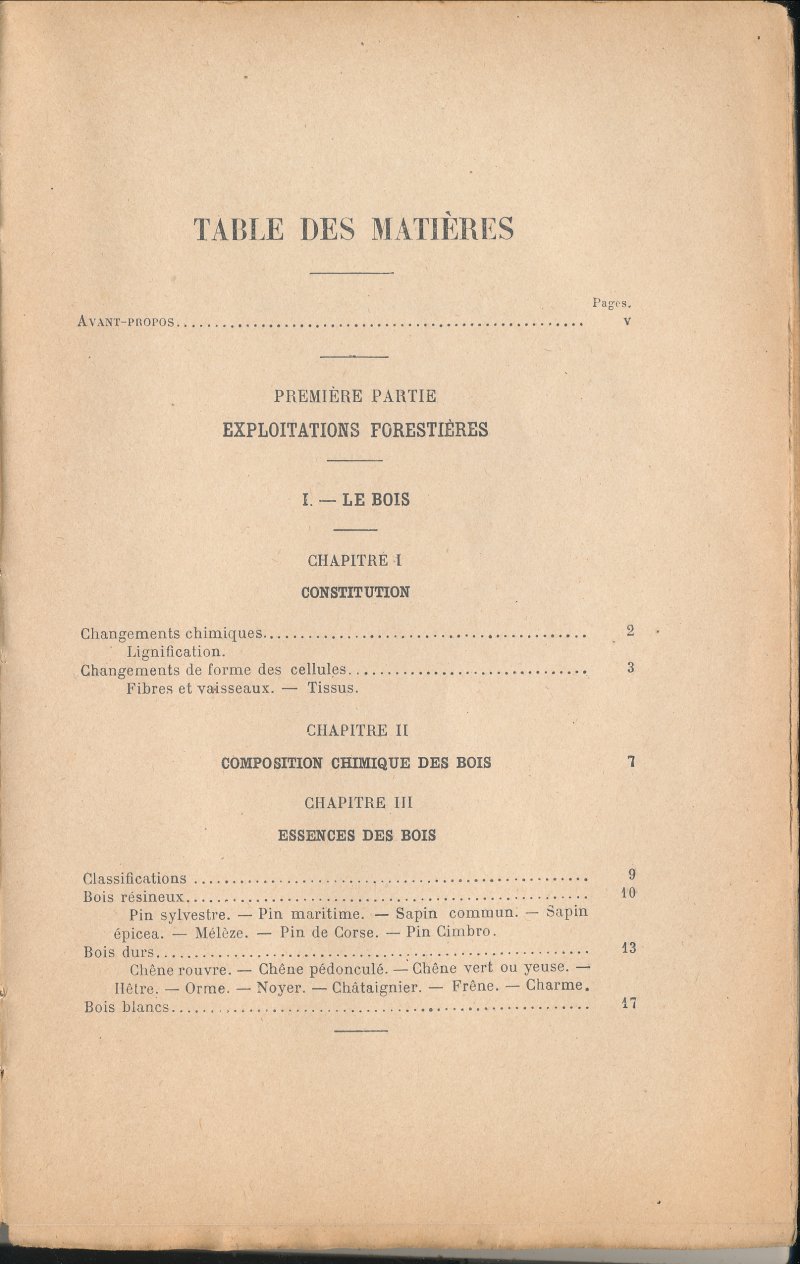 TABLE DES MATIÈRES
Pages.
AVANT-PROPOS.................................................... v
PREMIÈRE PARTIE
EXPLOITATIONS FORESTIÈRES
I. — LE BOIS
CHAPITRE I
CONSTITUTION
Changements chimiques.......................................... 2
Lignification.
Changements de forme des cellules............................... 3
Fibres et vaisseaux. — Tissus.
CHAPITRE II
COMPOSITION CHIMIQUE DES BOIS 7
CHAPITRE III
ESSENCES DES BOIS
Classifications .................................................. 9
Bois résineux.................................................... 10
Pin sylvestre. — Pin maritime. — Sapin commun. — Sapin
épicea. — Mélèze. — Pin de Corse. — Pin Cimbro.
Bois durs........................................................ 13
Chêne rouvre. — Chêne pédonculé. — Chêne vert ou yeuse. —
Hêtre. — Orme. — Noyer. — Châtaignier. — Frêne. — Charme.
Bois blancs...................................................... 17